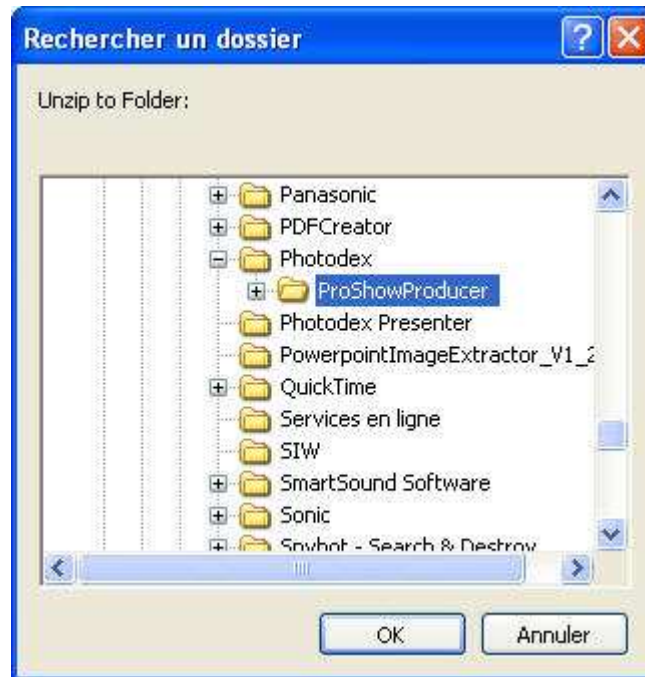 Rechercher un dossier
Unzip to Folder:
Panasonic
PDFCreator
Photodex
ProShowProducer
Photodex Presenter
PowerpointImageExtractor_V1_2
QuickTime
Services en ligne
SIW
SmartSound Software
Sonic
Spybot - Search & Destroy
OK
Annuler